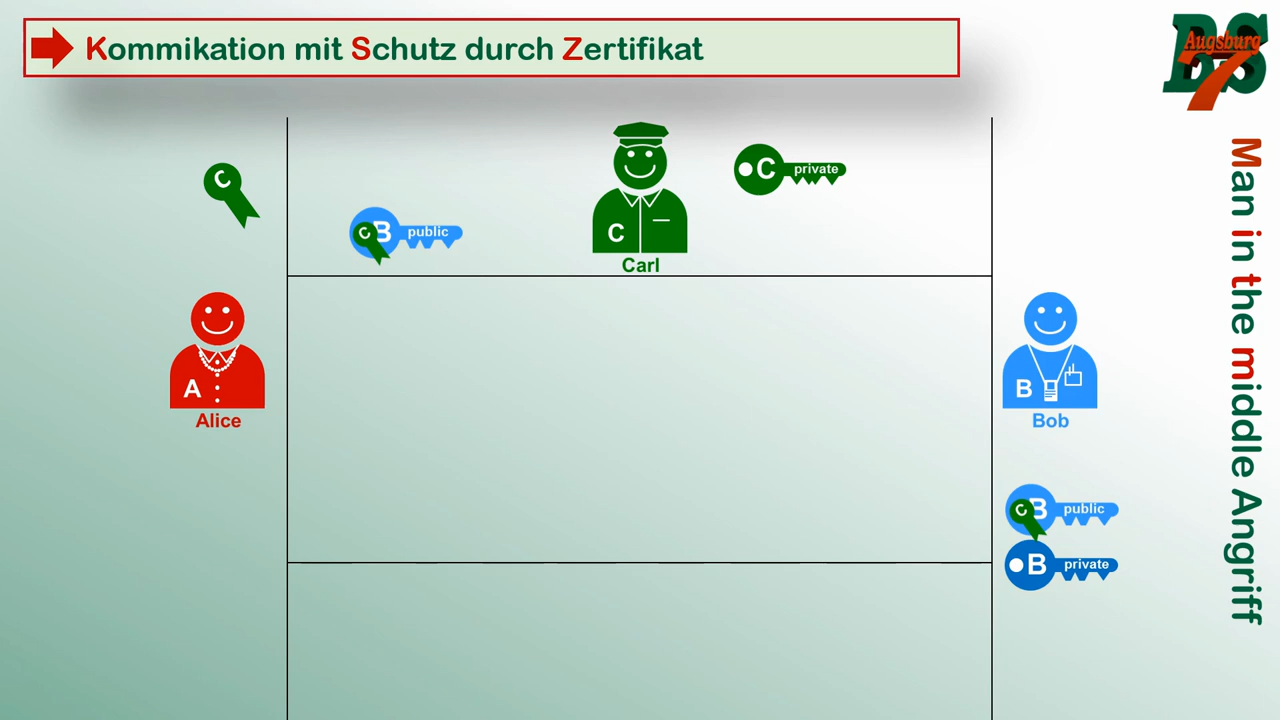 Kommikation mit Schutz durch Zertifikat
BS
Augsburg
7
C
C private
C B public
C
Carl
A
Alice
B
Bob
C B public
B private
Man in the middle Angriff